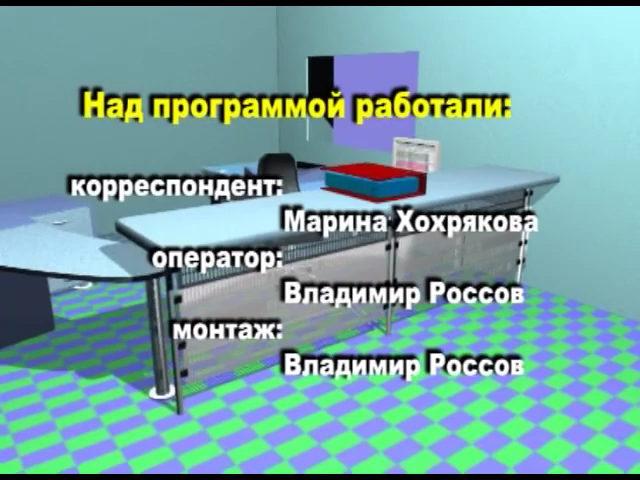 Над программой работали:
корреспондент:
Марина Хохрякова
оператор:
Владимир Россов
монтаж:
Владимир Россов